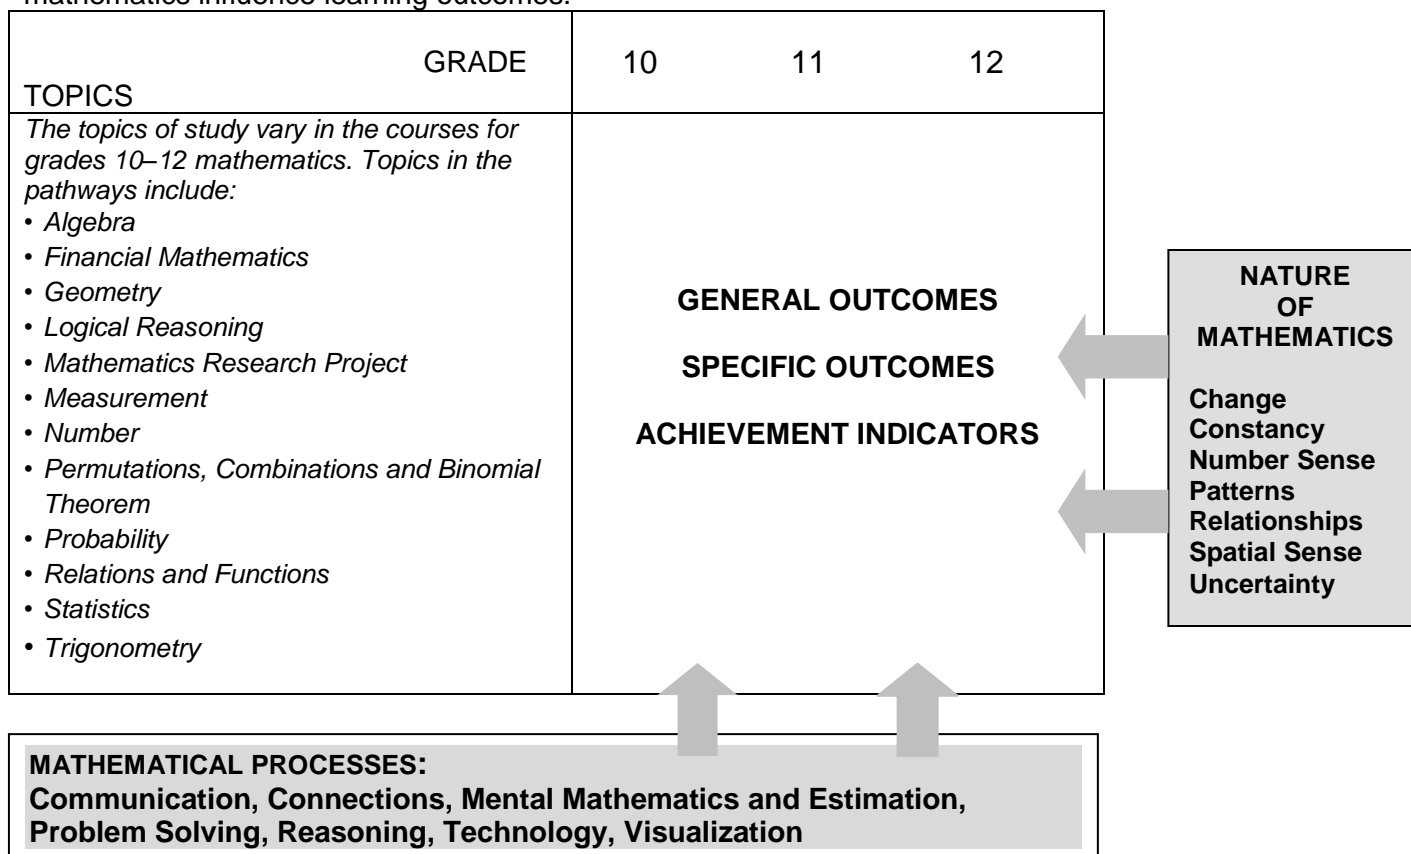 mathematics influence learning outcomes.
GRADE 10 11 12
TOPICS
The topics of study vary in the courses for
grades 10–12 mathematics. Topics in the
pathways include:
• Algebra
• Financial Mathematics
• Geometry
• Logical Reasoning
• Mathematics Research Project
• Measurement
• Number
• Permutations, Combinations and Binomial
Theorem
• Probability
• Relations and Functions
• Statistics
• Trigonometry
GENERAL OUTCOMES
SPECIFIC OUTCOMES
ACHIEVEMENT INDICATORS
NATURE
OF
MATHEMATICS
Change
Constancy
Number Sense
Patterns
Relationships
Spatial Sense
Uncertainty
MATHEMATICAL PROCESSES:
Communication, Connections, Mental Mathematics and Estimation,
Problem Solving, Reasoning, Technology, Visualization